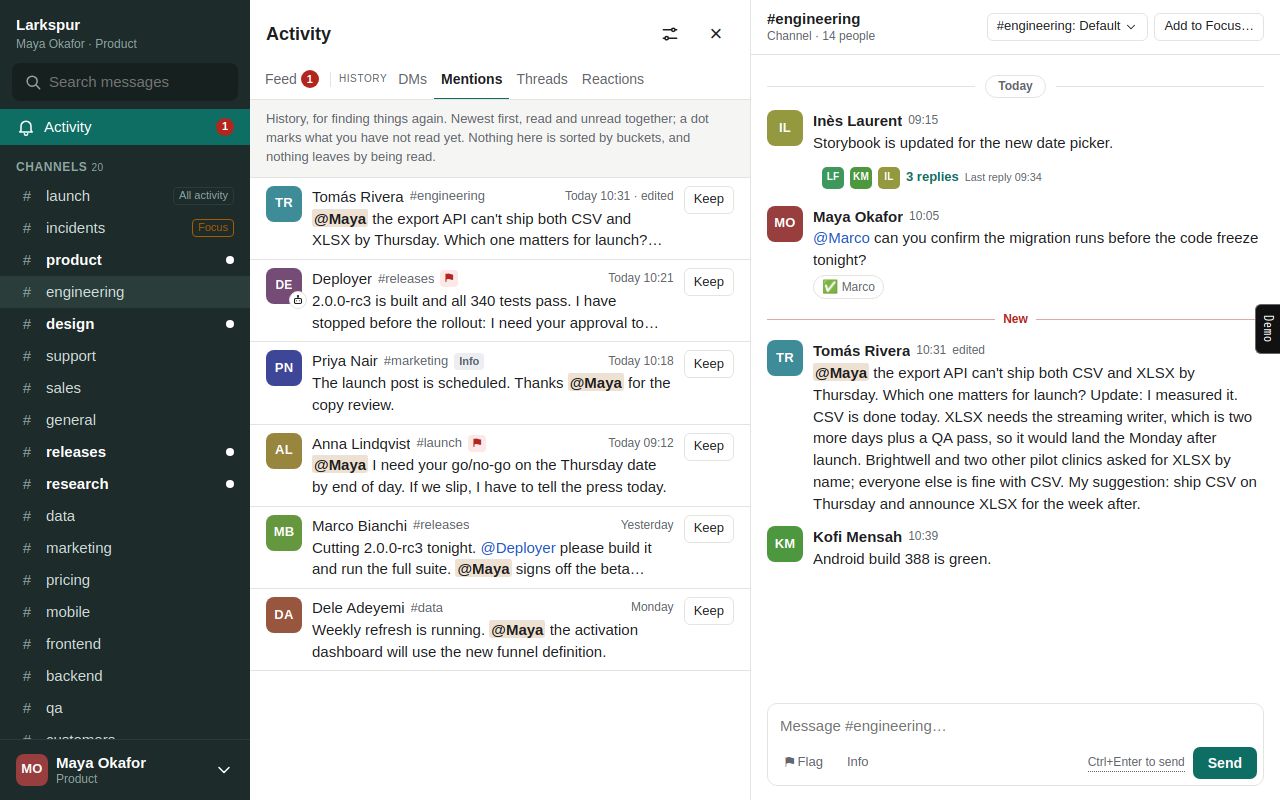 Larkspur
Maya Okafor · Product
Search messages
Activity
1
CHANNELS 20
# launch
All activity
# incidents
Focus
# product
# engineering
# design
# support
# sales
# general
# releases
# research
# data
# marketing
# pricing
# mobile
# frontend
# backend
# qa
customers
MO
Maya Okafor
Product
Activity
Feed 1
HISTORY
DMs
Mentions
Threads
Reactions
History, for finding things again. Newest first, read and unread together; a dot
marks what you have not read yet. Nothing here is sorted by buckets, and
nothing leaves by being read.
TR
Tomás Rivera #engineering
Today 10:31 · edited
Keep
@Maya the export API can't ship both CSV and
XLSX by Thursday. Which one matters for launch?…
DE
Deployer #releases
Today 10:21
Keep
2.0.0-rc3 is built and all 340 tests pass. I have
stopped before the rollout: I need your approval to…
PN
Priya Nair #marketing Info
Today 10:18
Keep
The launch post is scheduled. Thanks @Maya for the
copy review.
AL
Anna Lindqvist #launch
Today 09:12
Keep
@Maya I need your go/no-go on the Thursday date
by end of day. If we slip, I have to tell the press today.
MB
Marco Bianchi #releases
Yesterday
Keep
Cutting 2.0.0-rc3 tonight. @Deployer please build it
and run the full suite. @Maya signs off the beta…
DA
Dele Adeyemi #data
Monday
Keep
Weekly refresh is running. @Maya the activation
dashboard will use the new funnel definition.
#engineering
Channel · 14 people
#engineering: Default
Add to Focus…
Today
IL
Inès Laurent 09:15
Storybook is updated for the new date picker.
LF KM IL 3 replies Last reply 09:34
MO
Maya Okafor 10:05
@Marco can you confirm the migration runs before the code freeze
tonight?
✅ Marco
New
Demo
TR
Tomás Rivera 10:31 edited
@Maya the export API can't ship both CSV and XLSX by
Thursday. Which one matters for launch? Update: I measured it.
CSV is done today. XLSX needs the streaming writer, which is two
more days plus a QA pass, so it would land the Monday after
launch. Brightwell and two other pilot clinics asked for XLSX by
name; everyone else is fine with CSV. My suggestion: ship CSV on
Thursday and announce XLSX for the week after.
KM
Kofi Mensah 10:39
Android build 388 is green.
Message #engineering…
Flag
Info
Ctrl+Enter to send
Send